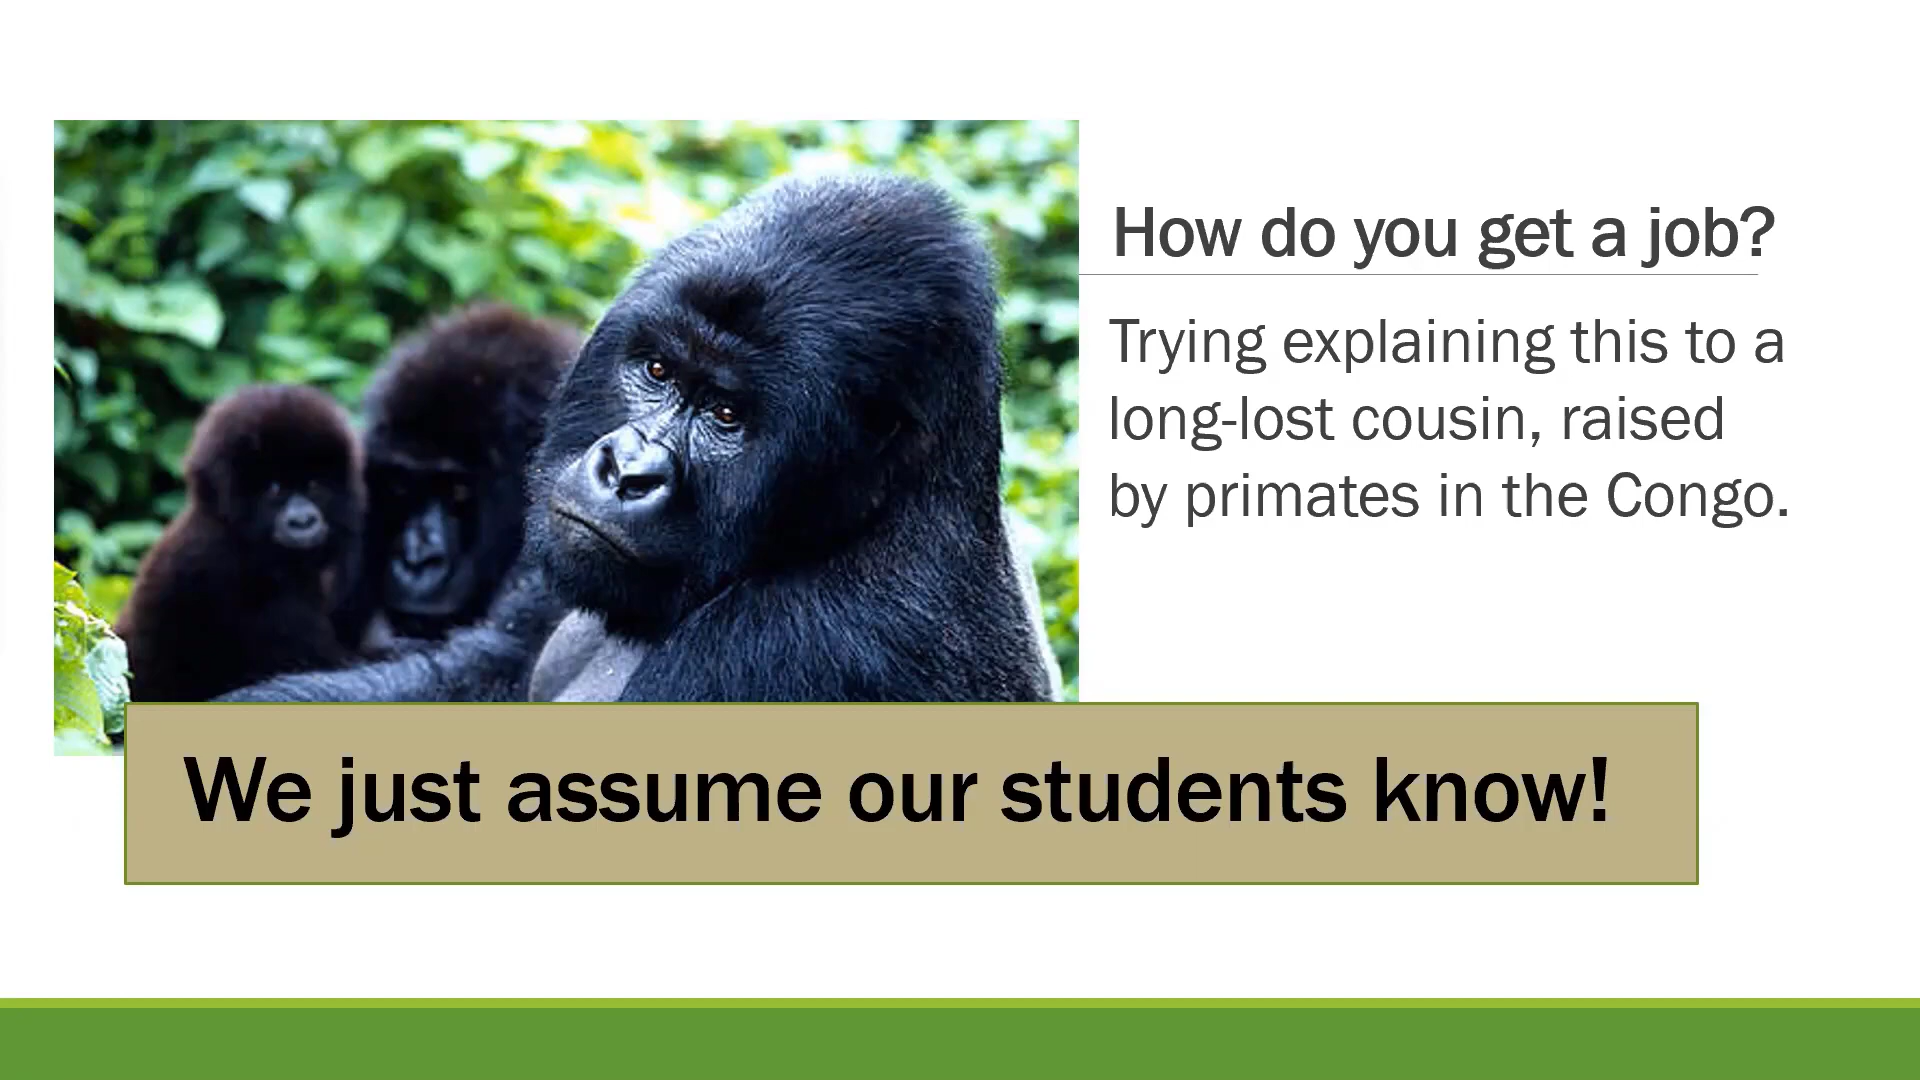 How do you get a job?
Trying explaining this to a
long-lost cousin, raised
by primates in the Congo.
We just assume our students know!